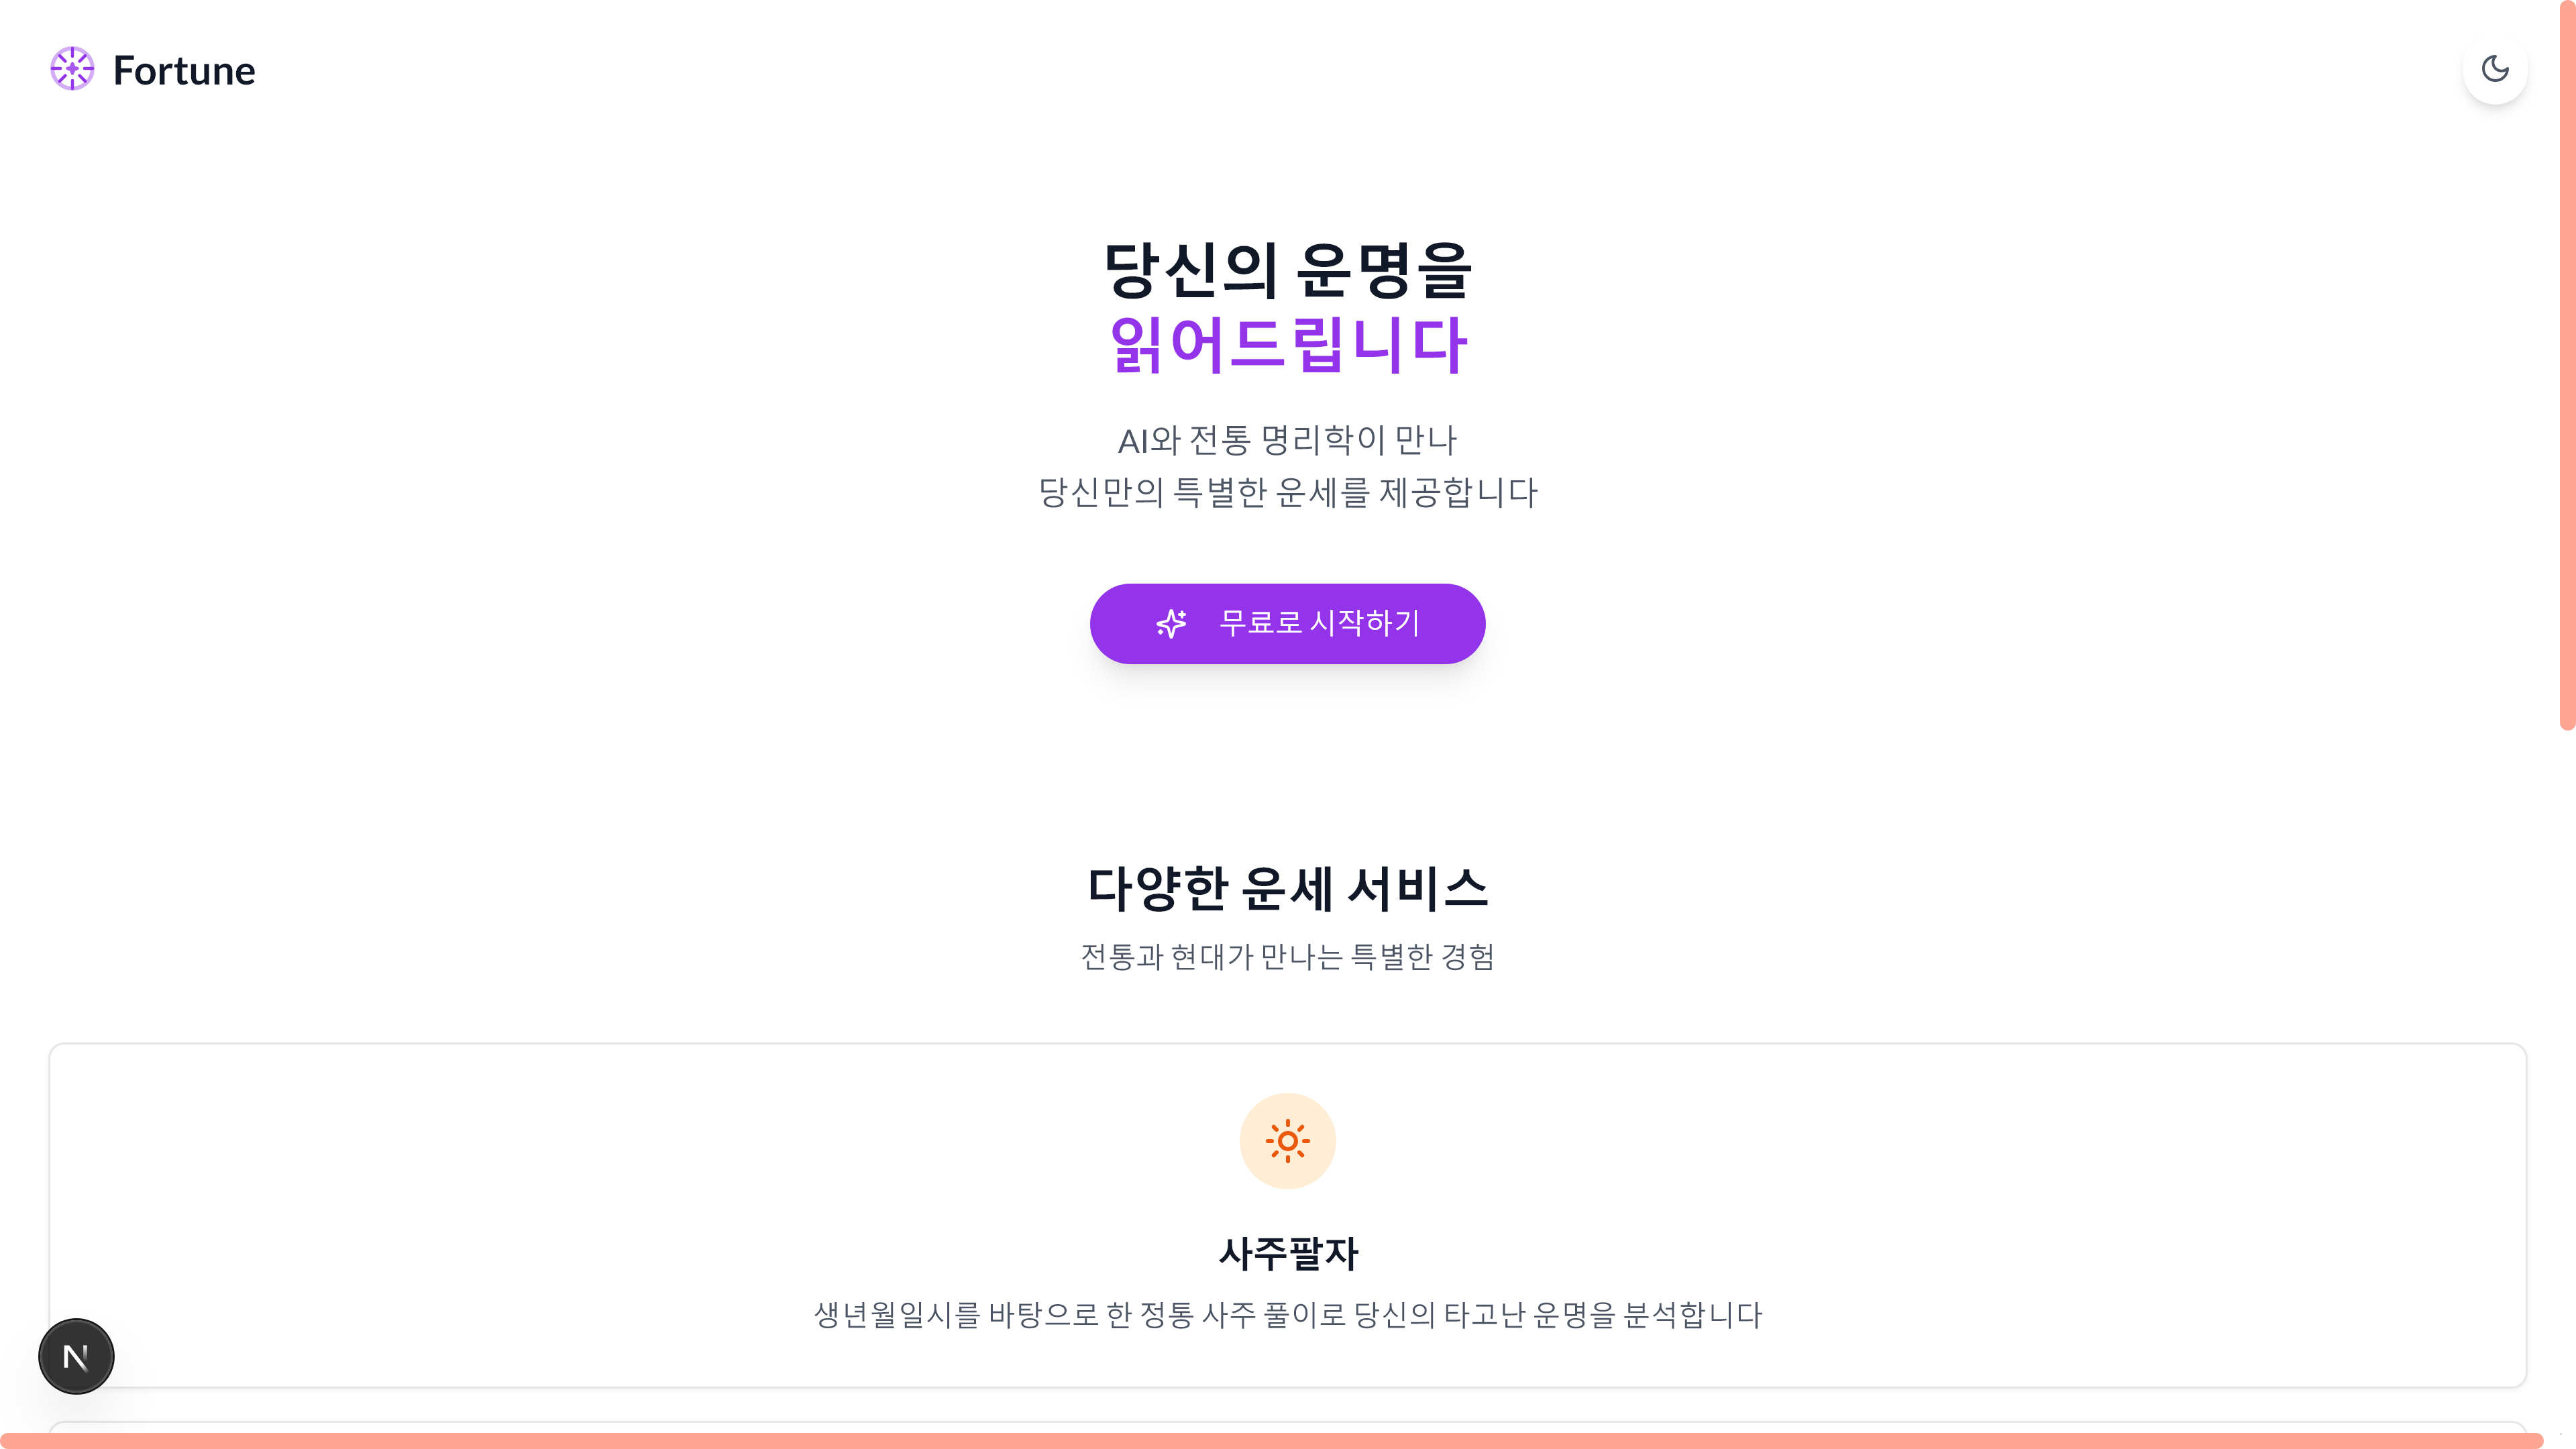 Fortune
당신의 운명을
읽어드립니다
AI와 전통 명리학이 만나
당신만의 특별한 운세를 제공합니다
무료로 시작하기
다양한 운세 서비스
전통과 현대가 만나는 특별한 경험
사주팔자
생년월일시를 바탕으로 한 정통 사주 풀이로 당신의 타고난 운명을 분석합니다
N